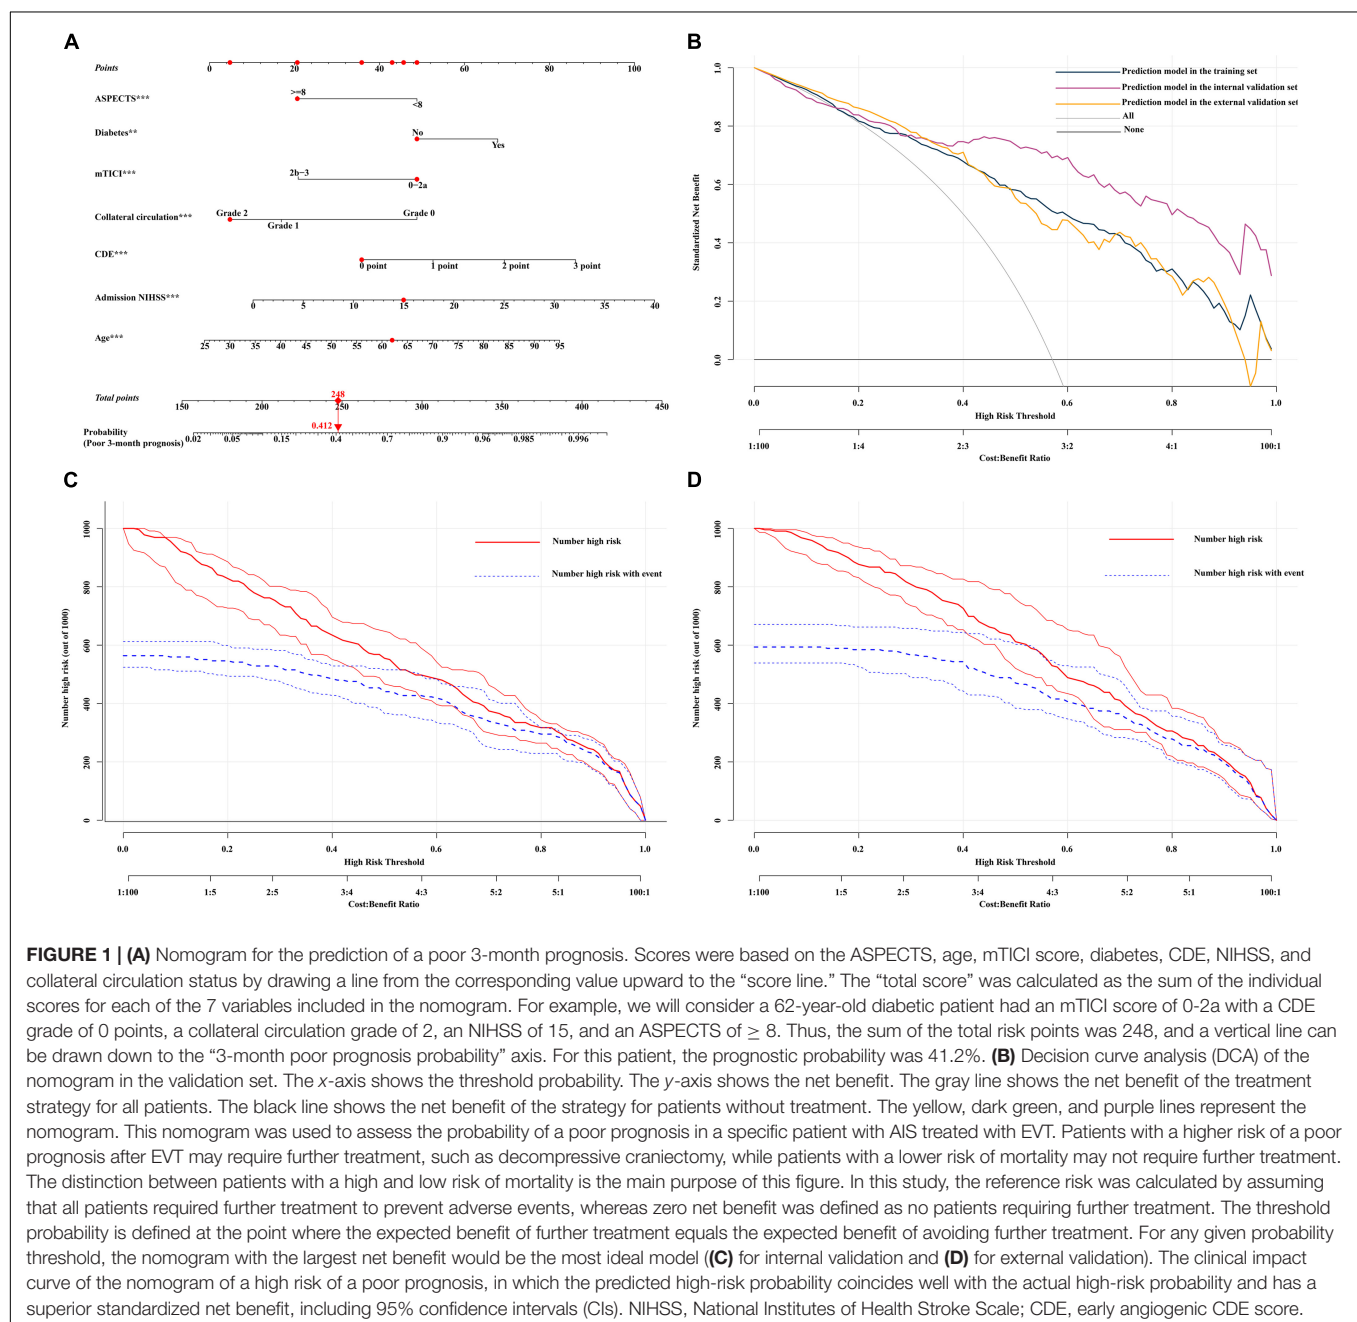 A
Points
0 20 40 60 80 100
ASPECTS***
>=8
<8
Diabetes**
No
Yes
mTICI***
2b−3
0−2a
Collateral circulation***
Grade 2
Grade 0
Grade 1
CDE***
0 point 1 point 2 point 3 point
Admission NIHSS***
0 5 10 15 20 25 30 35 40
Age***
25 30 35 40 45 50 55 60 65 70 75 80 85 90 95
Total points
248
150 200 250 300 350 400 450
0.412
Probability
(Poor 3-month prognosis)
0.02 0.05 0.15 0.4 0.7 0.9 0.96 0.985 0.996
B
Prediction model in the training set
Prediction model in the internal validation set
Prediction model in the external validation set
All
None
Standardized Net Benefit
1.0
0.8
0.6
0.4
0.2
0.0
0.0 0.2 0.4 0.6 0.8 1.0
High Risk Threshold
1:100 1:4 2:3 3:2 4:1 100:1
Cost:Benefit Ratio
C
Number high risk
Number high risk with event
Number high risk (out of 1000)
1000
800
600
400
200
0
0.0 0.2 0.4 0.6 0.8 1.0
High Risk Threshold
1:100 1:5 2:5 3:4 4:3 5:2 5:1 100:1
Cost:Benefit Ratio
D
Number high risk
Number high risk with event
Number high risk (out of 1000)
1000
800
600
400
200
0
0.0 0.2 0.4 0.6 0.8 1.0
High Risk Threshold
1:100 1:5 2:5 3:4 4:3 5:2 5:1 100:1
Cost:Benefit Ratio
FIGURE 1 | (A) Nomogram for the prediction of a poor 3-month prognosis. Scores were based on the ASPECTS, age, mTICI score, diabetes, CDE, NIHSS, and
collateral circulation status by drawing a line from the corresponding value upward to the “score line.” The “total score” was calculated as the sum of the individual
scores for each of the 7 variables included in the nomogram. For example, we will consider a 62-year-old diabetic patient had an mTICI score of 0-2a with a CDE
grade of 0 points, a collateral circulation grade of 2, an NIHSS of 15, and an ASPECTS of ≥ 8. Thus, the sum of the total risk points was 248, and a vertical line can
be drawn down to the “3-month poor prognosis probability” axis. For this patient, the prognostic probability was 41.2%. (B) Decision curve analysis (DCA) of the
nomogram in the validation set. The x-axis shows the threshold probability. The y-axis shows the net benefit. The gray line shows the net benefit of the treatment
strategy for all patients. The black line shows the net benefit of the strategy for patients without treatment. The yellow, dark green, and purple lines represent the
nomogram. This nomogram was used to assess the probability of a poor prognosis in a specific patient with AIS treated with EVT. Patients with a higher risk of a poor
prognosis after EVT may require further treatment, such as decompressive craniectomy, while patients with a lower risk of mortality may not require further treatment.
The distinction between patients with a high and low risk of mortality is the main purpose of this figure. In this study, the reference risk was calculated by assuming
that all patients required further treatment to prevent adverse events, whereas zero net benefit was defined as no patients requiring further treatment. The threshold
probability is defined at the point where the expected benefit of further treatment equals the expected benefit of avoiding further treatment. For any given probability
threshold, the nomogram with the largest net benefit would be the most ideal model ((C) for internal validation and (D) for external validation). The clinical impact
curve of the nomogram of a high risk of a poor prognosis, in which the predicted high-risk probability coincides well with the actual high-risk probability and has a
superior standardized net benefit, including 95% confidence intervals (CIs). NIHSS, National Institutes of Health Stroke Scale; CDE, early angiogenic CDE score.